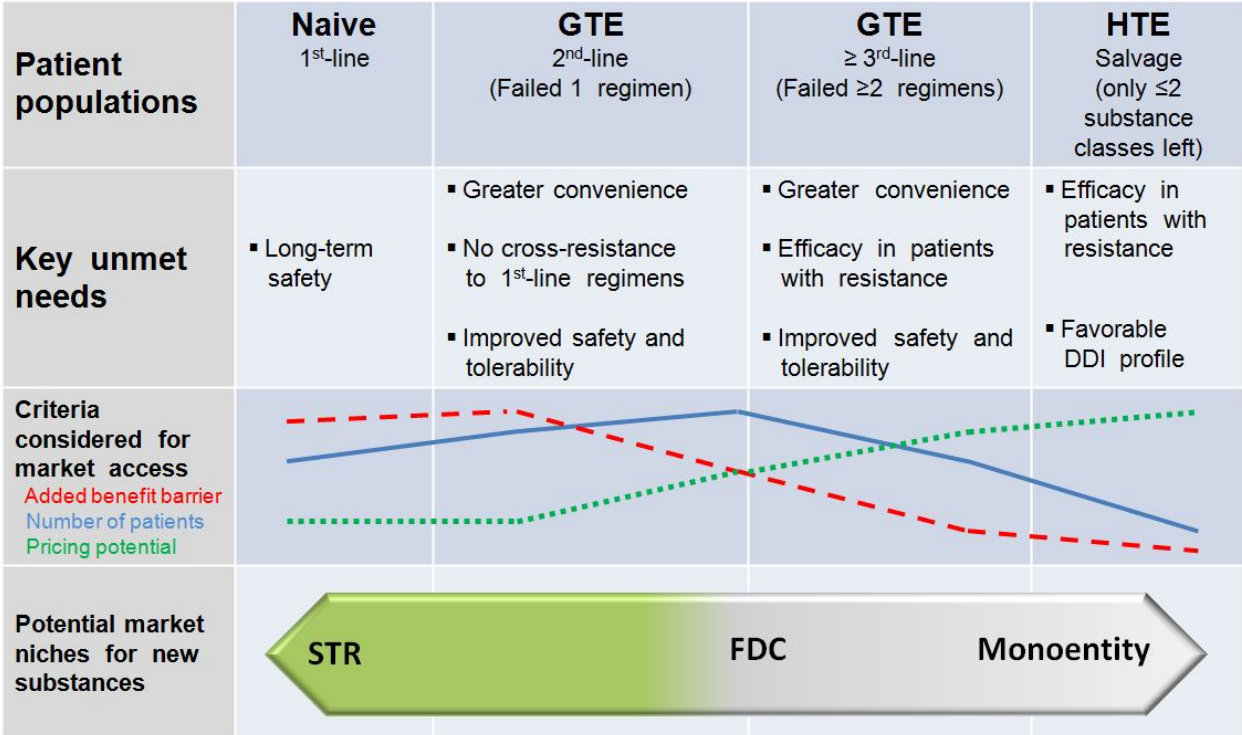 Patient
populations
Naive
1st-line
GTE
2nd-line
(Failed 1 regimen)
GTE
≥ 3rd-line
(Failed ≥2 regimens)
HTE
Salvage
(only ≤2
substance
classes left)
Key unmet
needs
▪ Long-term
safety
▪ Greater convenience
▪ No cross-resistance
to 1st-line regimens
▪ Improved safety and
tolerability
▪ Greater convenience
▪ Efficacy in patients
with resistance
▪ Improved safety and
tolerability
▪ Efficacy in
patients with
resistance
▪ Favorable
DDI profile
Criteria
considered for
market access
Added benefit barrier
Number of patients
Pricing potential
Potential market
niches for new
substances
STR
FDC
Monoentity